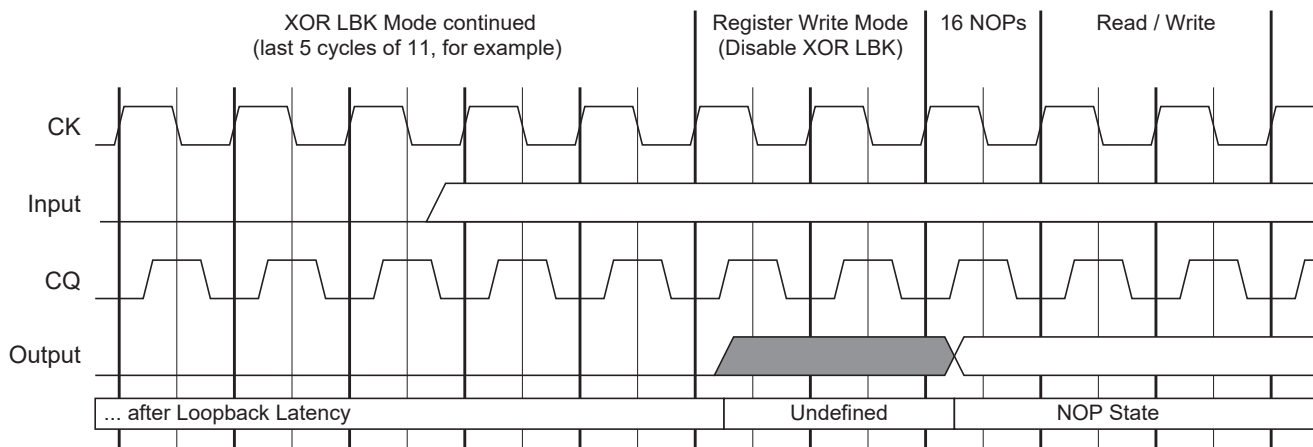 XOR LBK Mode continued
(last 5 cycles of 11, for example)
Register Write Mode
(Disable XOR LBK)
16 NOPs
Read / Write
CK
Input
CQ
Output
... after Loopback Latency
Undefined
NOP State